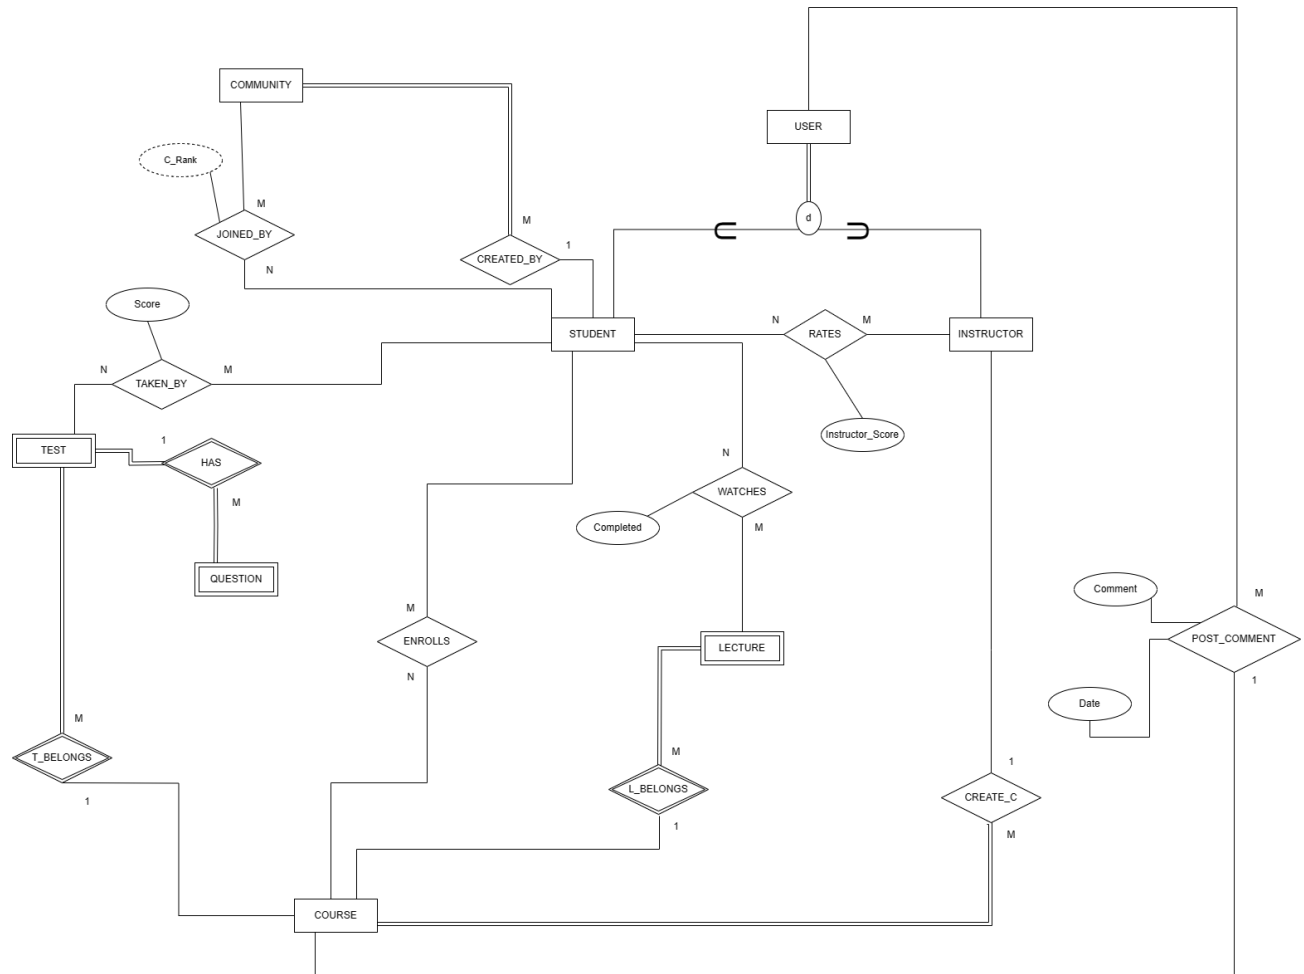 COMMUNITY
USER
C_Rank
M
d
M
JOINED_BY
1
CREATED_BY
N
Score
N
M
STUDENT
RATES
INSTRUCTOR
N
M
TAKEN_BY
Instructor_Score
1
TEST
HAS
N
M
WATCHES
Completed
M
QUESTION
Comment
M
M
ENROLLS
POST_COMMENT
LECTURE
N
1
Date
M
M
T_BELONGS
1
L_BELONGS
CREATE_C
1
1
M
COURSE